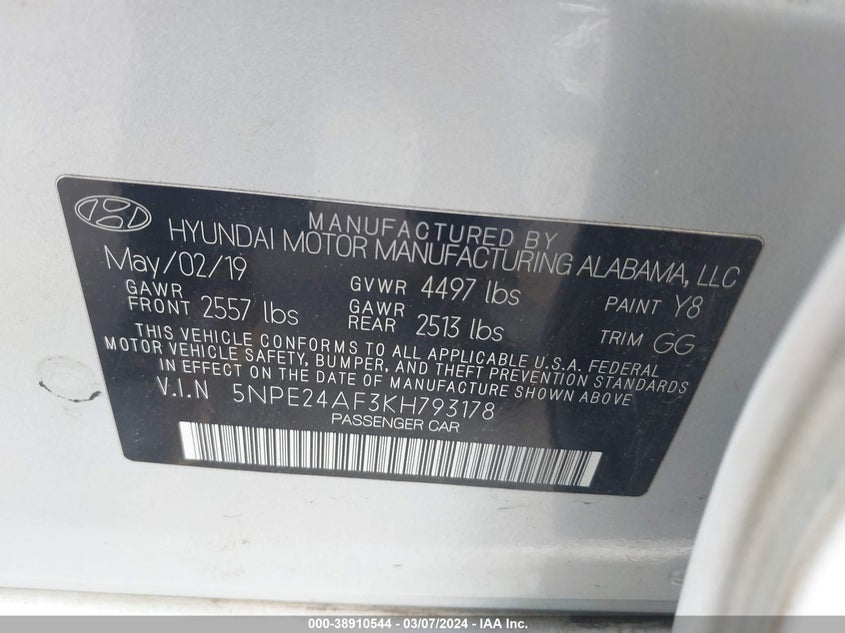 MANUFACTURED BY
HYUNDAI MOTOR MANUFACTURING ALABAMA, LLC
May/02/19 GVWR 4497 lbs PAINT Y8
GAWR FRONT 2557 lbs GAWR REAR 2513 lbs TRIM GG
THIS VEHICLE CONFORMS TO ALL APPLICABLE U.S.A. FEDERAL
MOTOR VEHICLE SAFETY, BUMPER, AND THEFT PREVENTION STANDARDS
IN EFFECT ON THE DATE OF MANUFACTURE SHOWN ABOVE
V.I.N 5NPE24AF3KH793178
PASSENGER CAR
000-38910544 — 03/07/2024 — IAA Inc.